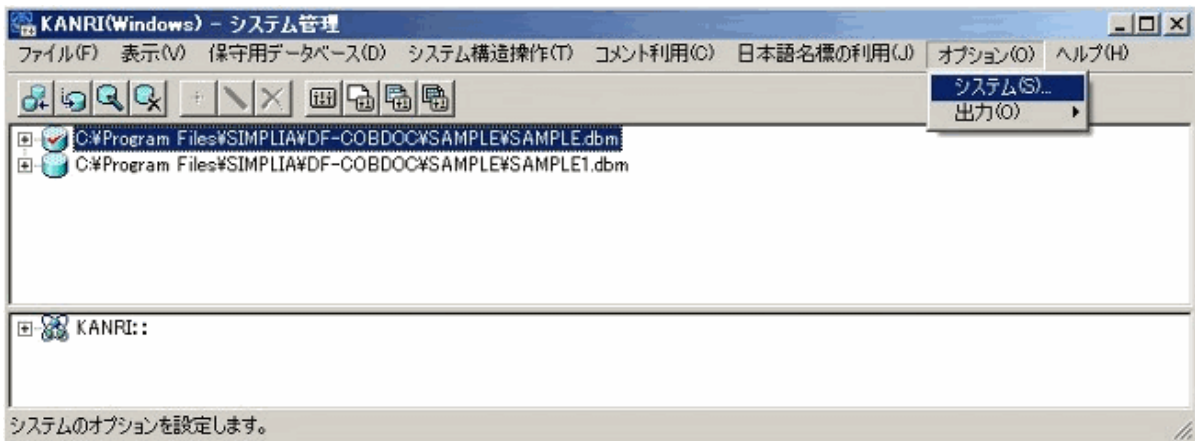 KANRI(Windows) - システム管理
ファイル(F) 表示(V) 保守用データベース(D) システム構造操作(T) コメント利用(C) 日本語名標の利用(J) オプション(O) ヘルプ(H)
システム(S)...
出力(O)
C:¥Program Files¥SIMPLIA¥DF-COBDOC¥SAMPLE¥SAMPLE.dbm
C:¥Program Files¥SIMPLIA¥DF-COBDOC¥SAMPLE¥SAMPLE1.dbm
KANRI::
システムのオプションを設定します。